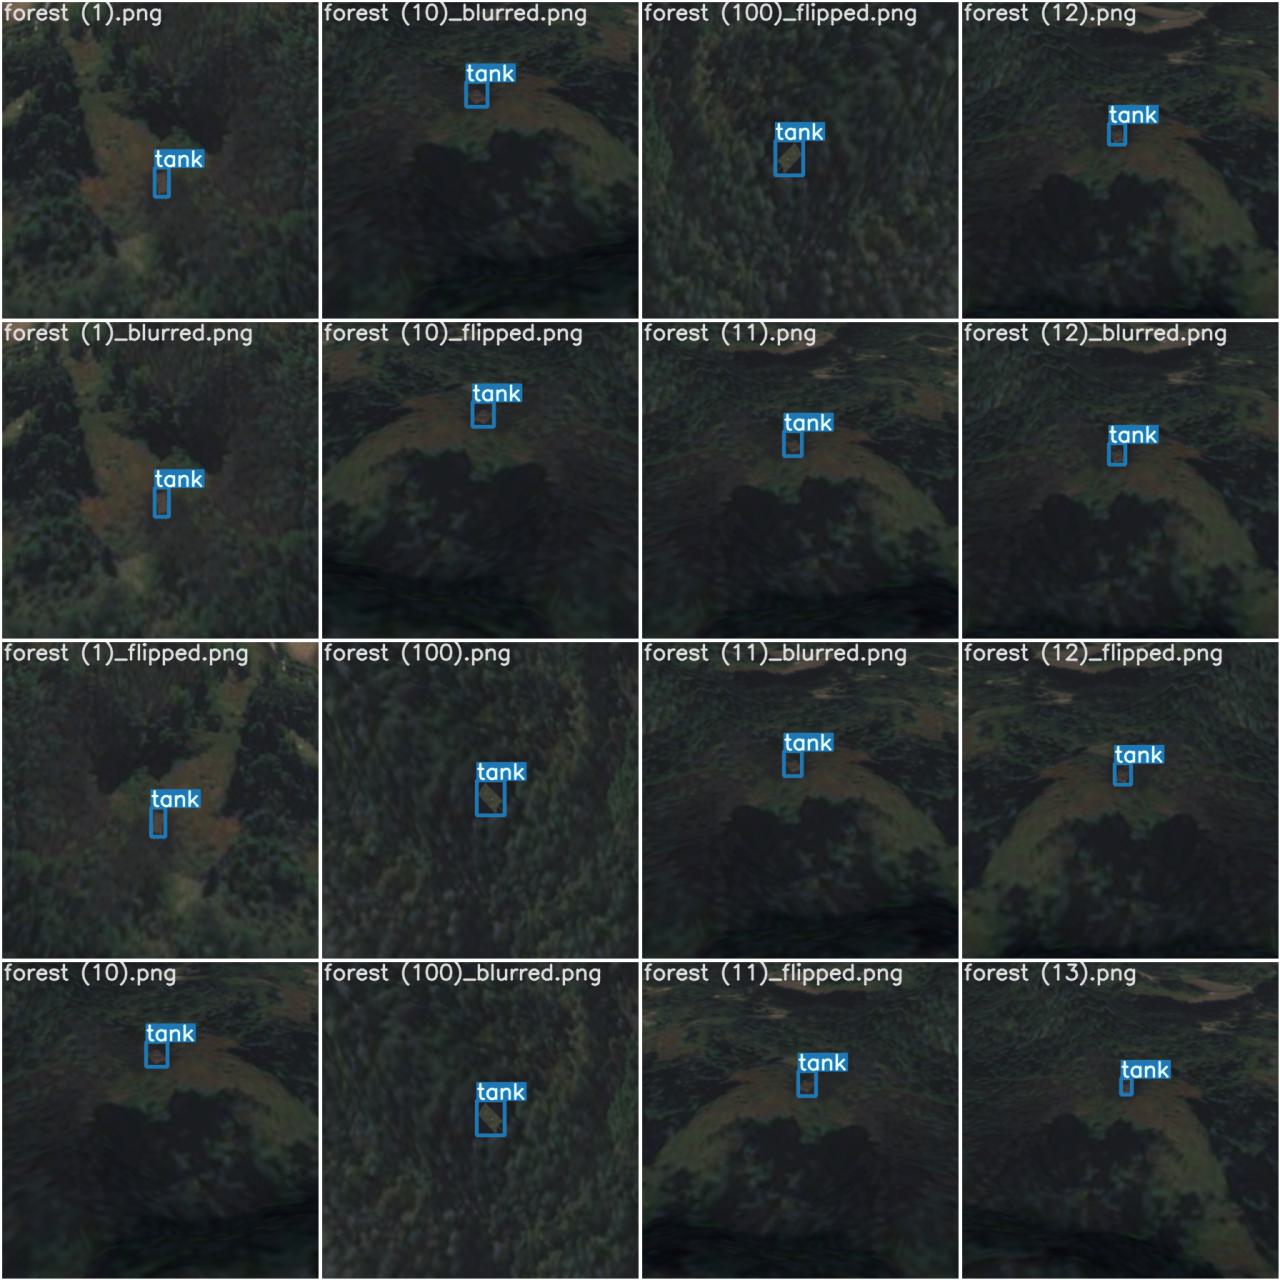 forest (1).png
tank
forest (10)_blurred.png
tank
forest (100)_flipped.png
tank
forest (12).png
tank
forest (1)_blurred.png
tank
forest (10)_flipped.png
tank
forest (11).png
tank
forest (12)_blurred.png
tank
forest (1)_flipped.png
tank
forest (100).png
tank
forest (11)_blurred.png
tank
forest (12)_flipped.png
tank
forest (10).png
tank
forest (100)_blurred.png
tank
forest (11)_flipped.png
tank
forest (13).png
tank